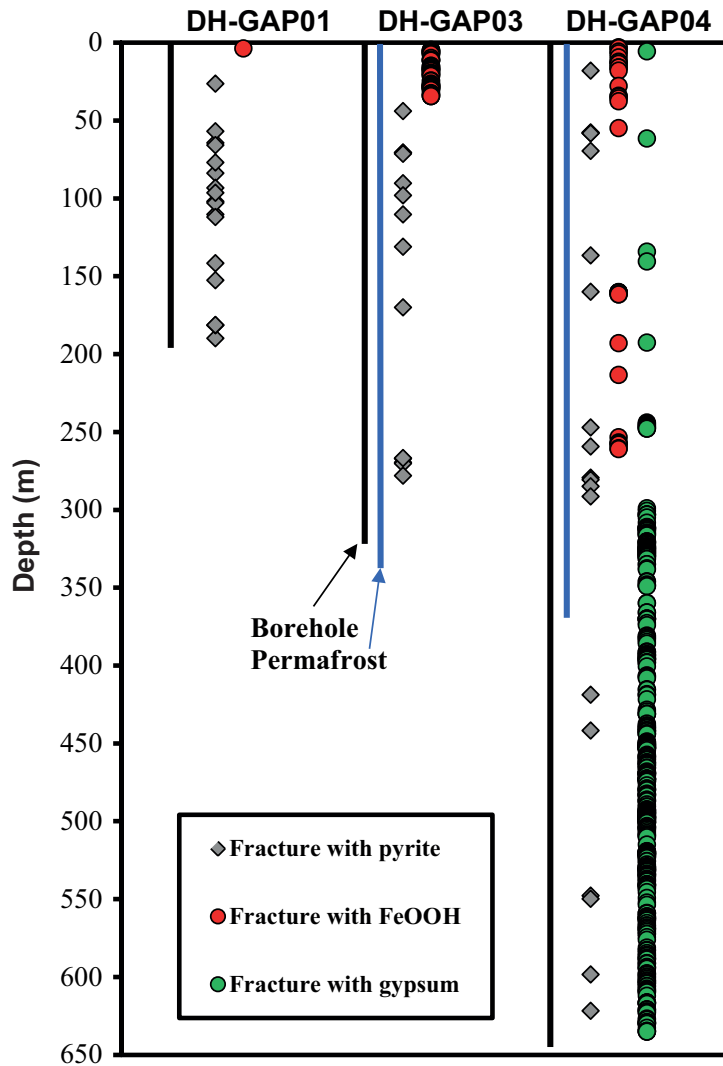 DH-GAP01 DH-GAP03 DH-GAP04
0
50
100
150
200
250
300
350
400
450
500
550
600
650
Depth (m)
Borehole
Permafrost
Fracture with pyrite
Fracture with FeOOH
Fracture with gypsum